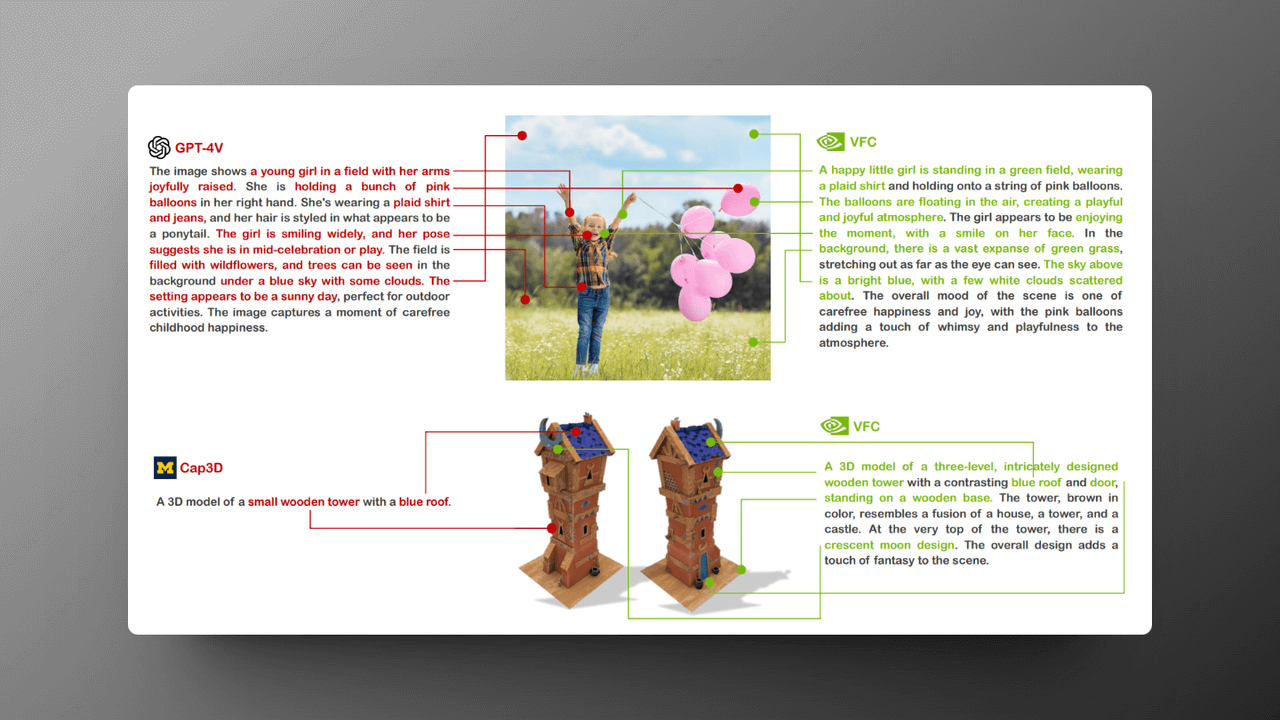 GPT-4V
The image shows a young girl in a field with her arms
joyfully raised. She is holding a bunch of pink
balloons in her right hand. She's wearing a plaid shirt
and jeans, and her hair is styled in what appears to be
a ponytail. The girl is smiling widely, and her pose
suggests she is in mid-celebration or play. The field is
filled with wildflowers, and trees can be seen in the
background under a blue sky with some clouds. The
setting appears to be a sunny day, perfect for outdoor
activities. The image captures a moment of carefree
childhood happiness.
VFC
A happy little girl is standing in a green field, wearing
a plaid shirt and holding onto a string of pink balloons.
The balloons are floating in the air, creating a playful
and joyful atmosphere. The girl appears to be enjoying
the moment, with a smile on her face. In the
background, there is a vast expanse of green grass,
stretching out as far as the eye can see. The sky above
is a bright blue, with a few white clouds scattered
about. The overall mood of the scene is one of
carefree happiness and joy, with the pink balloons
adding a touch of whimsy and playfulness to the
atmosphere.
M Cap3D
A 3D model of a small wooden tower with a blue roof.
VFC
A 3D model of a three-level, intricately designed
wooden tower with a contrasting blue roof and door,
standing on a wooden base. The tower, brown in
color, resembles a fusion of a house, a tower, and a
castle. At the very top of the tower, there is a
crescent moon design. The overall design adds a
touch of fantasy to the scene.